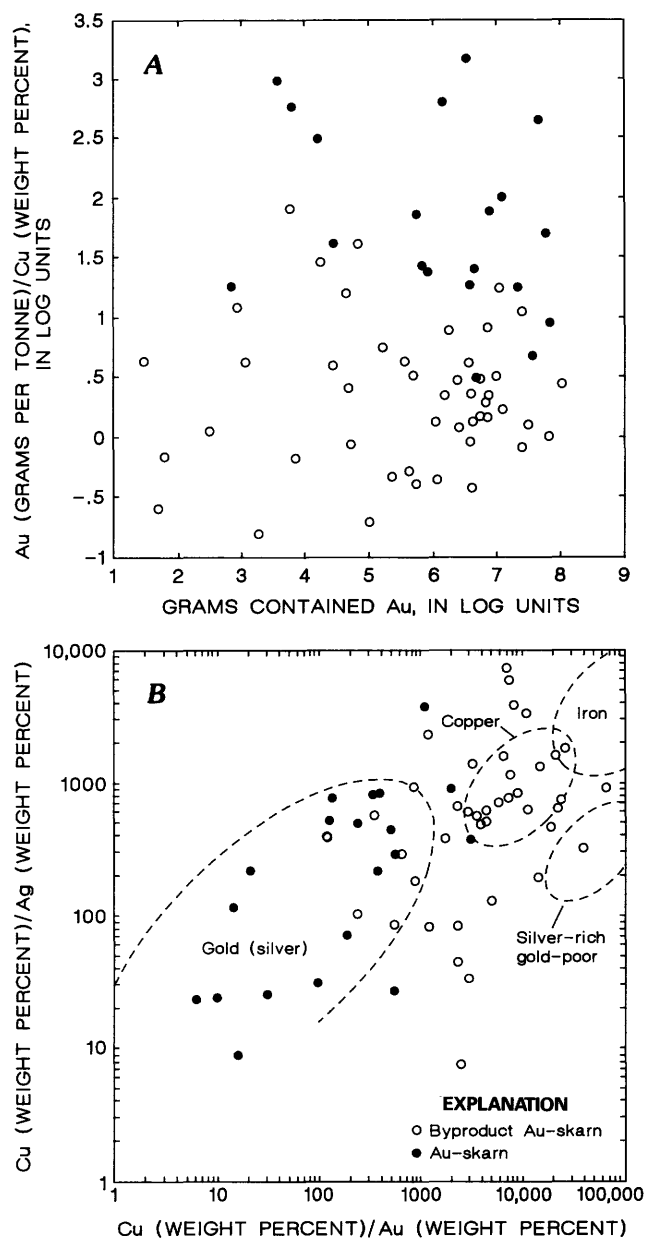 A
Au (GRAMS PER TONNE)/Cu (WEIGHT PERCENT),
IN LOG UNITS
3.5
3
2.5
2
1.5
1
.5
0
-.5
-1
1 2 3 4 5 6 7 8 9
GRAMS CONTAINED Au, IN LOG UNITS
B
Cu (WEIGHT PERCENT)/Ag (WEIGHT PERCENT)
10,000
1000
100
10
1
Copper
Iron
Gold (silver)
Silver-rich
gold-poor
EXPLANATION
Byproduct Au-skarn
Au-skarn
1 10 100 1000 10,000 100,000
Cu (WEIGHT PERCENT)/Au (WEIGHT PERCENT)